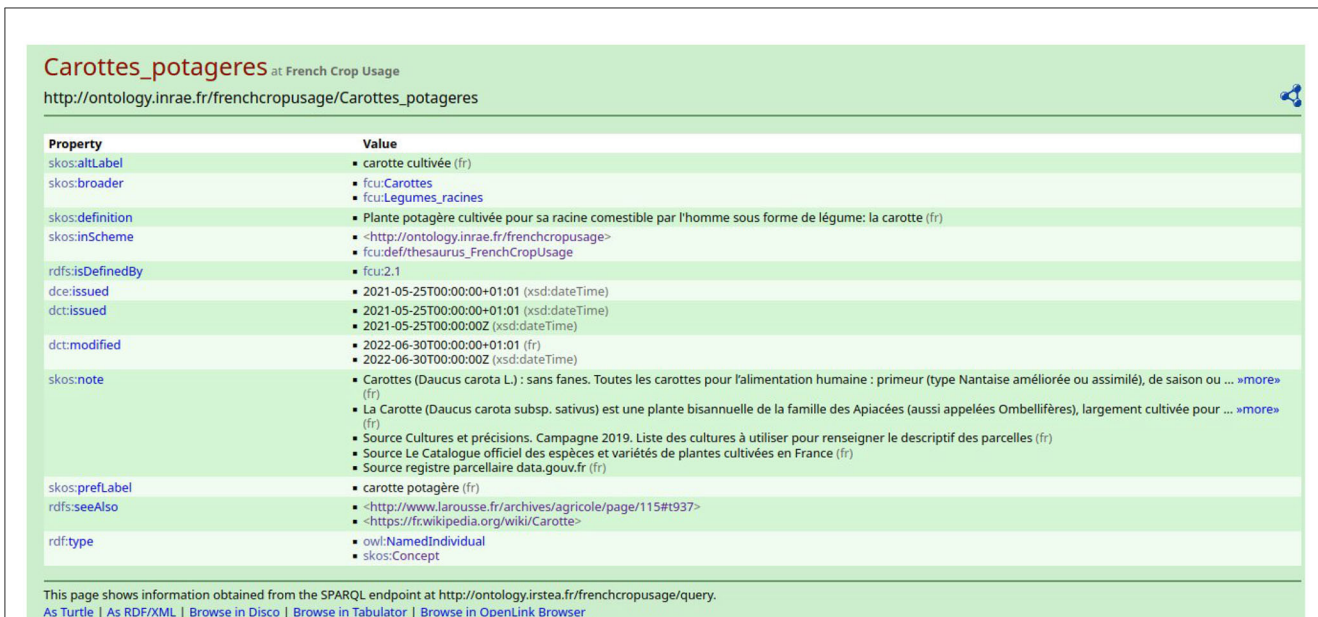 Carottes_potageres at French Crop Usage
http://ontology.inrae.fr/frenchcropusage/Carottes_potageres
Property Value
skos:altLabel ▪ carotte cultivée (fr)
skos:broader ▪ fcu:Carottes
▪ fcu:Legumes_racines
skos:definition ▪ Plante potagère cultivée pour sa racine comestible par l'homme sous forme de légume: la carotte (fr)
skos:inScheme ▪ <http://ontology.inrae.fr/frenchcropusage>
▪ fcu:def/thesaurus_FrenchCropUsage
rdfs:isDefinedBy ▪ fcu:2.1
dce:issued ▪ 2021-05-25T00:00:00+01:01 (xsd:dateTime)
dct:issued ▪ 2021-05-25T00:00:00+01:01 (xsd:dateTime)
▪ 2021-05-25T00:00:00Z (xsd:dateTime)
dct:modified ▪ 2022-06-30T00:00:00+01:01 (fr)
▪ 2022-06-30T00:00:00Z (xsd:dateTime)
skos:note ▪ Carottes (Daucus carota L.) : sans fanes. Toutes les carottes pour l'alimentation humaine : primeur (type Nantaise améliorée ou assimilé), de saison ou ... »more»
(fr)
▪ La Carotte (Daucus carota subsp. sativus) est une plante bisannuelle de la famille des Apiacées (aussi appelées Ombellifères), largement cultivée pour ... »more»
(fr)
▪ Source Cultures et précisions. Campagne 2019. Liste des cultures à utiliser pour renseigner le descriptif des parcelles (fr)
▪ Source Le Catalogue officiel des espèces et variétés de plantes cultivées en France (fr)
▪ Source registre parcellaire data.gouv.fr (fr)
skos:prefLabel ▪ carotte potagère (fr)
rdfs:seeAlso ▪ <http://www.larousse.fr/archives/agricole/page/115#t937>
▪ <https://fr.wikipedia.org/wiki/Carotte>
rdf:type ▪ owl:NamedIndividual
▪ skos:Concept
This page shows information obtained from the SPARQL endpoint at http://ontology.irstea.fr/frenchcropusage/query.
As Turtle | As RDF/XML | Browse in Disco | Browse in Tabulator | Browse in OpenLink Browser